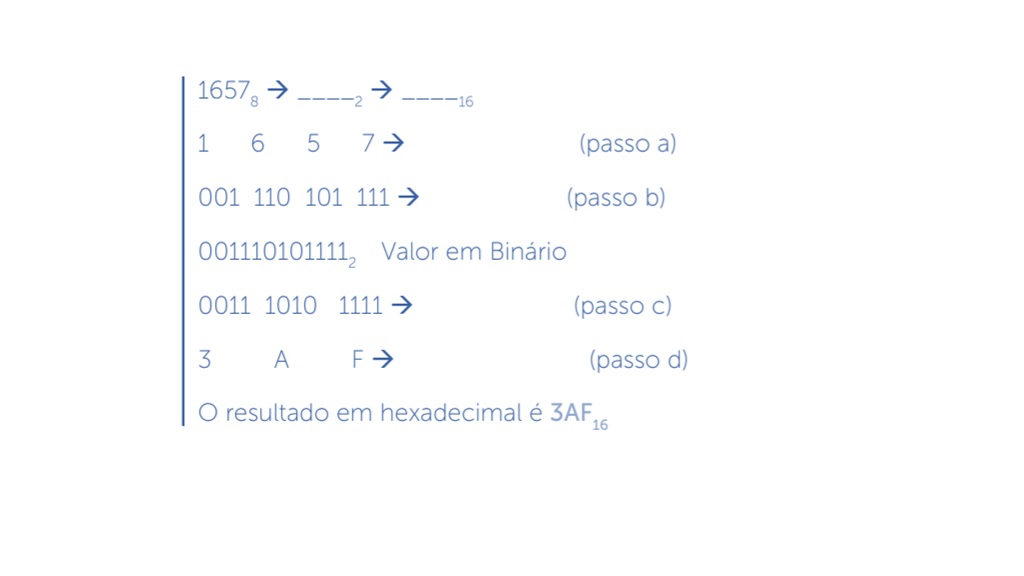 1657₈ → ____₂ → ____₁₆
1 6 5 7 → (passo a)
001 110 101 111 → (passo b)
001110101111₂ Valor em Binário
0011 1010 1111 → (passo c)
3 A F → (passo d)
O resultado em hexadecimal é 3AF₁₆